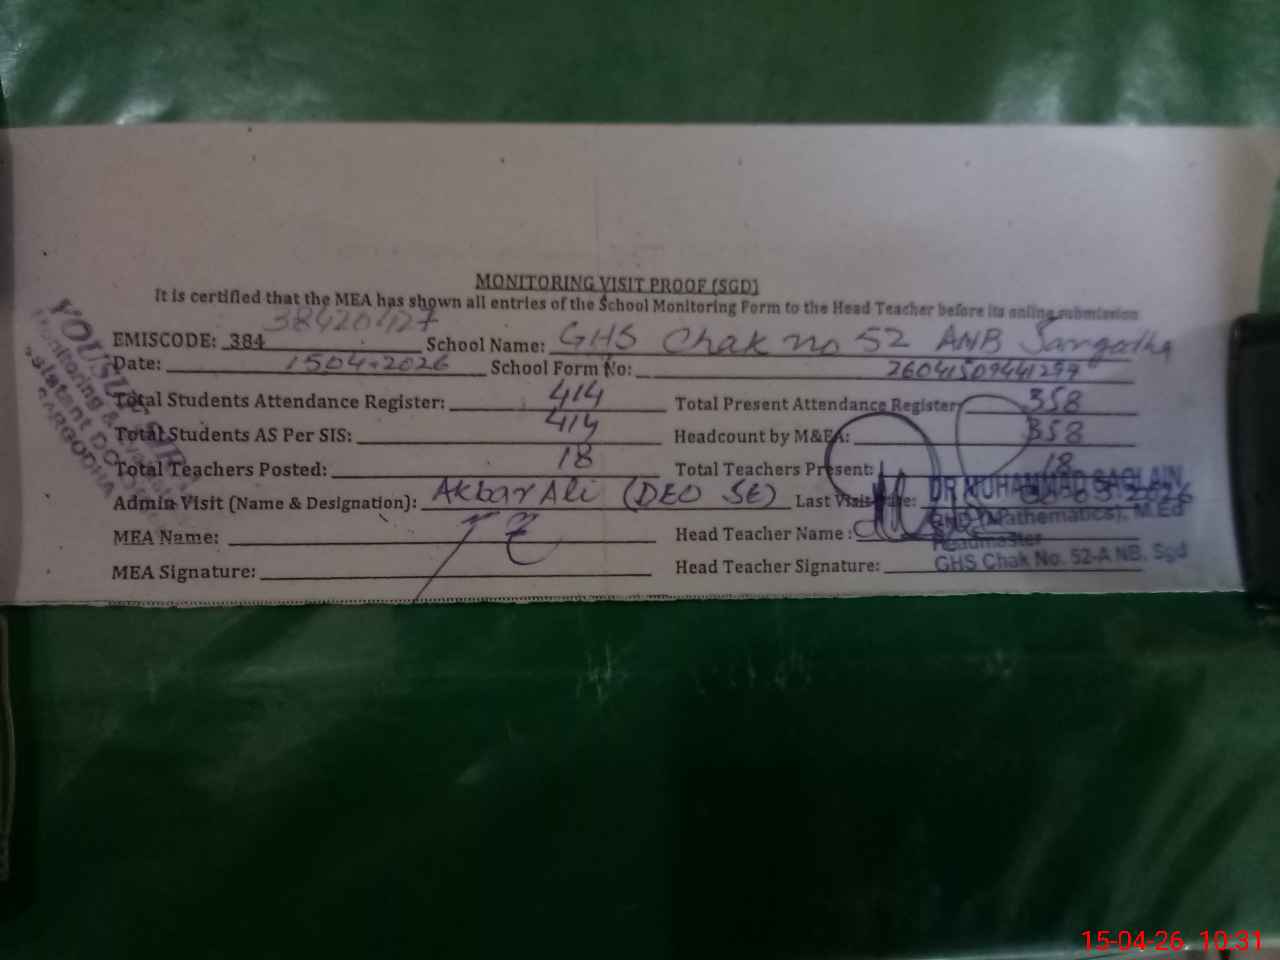 MONITORING VISIT PROOF (SGD)
It is certified that the MEA has shown all entries of the School Monitoring Form to the Head Teacher before its online submission
EMISCODE: 384 38420427 School Name: GHS Chak no 52 ANB Sargodha
Date: 15-04-2026 School Form No:
Total Students Attendance Register: 414 Total Present Attendance Register: 358
Total Students AS Per SIS: 414 Headcount by M&EA: 358
Total Teachers Posted: 18 Total Teachers Present: 18
Admin Visit (Name & Designation): Akbar Ali (DEO SE) Last Visit Date:
MEA Name: Head Teacher Name:
MEA Signature: Head Teacher Signature:
DR MUHAMMAD SAQLAIN
(Mathematics), M.Ed
Headmaster
GHS Chak No. 52-A NB. Sgd
SARGODHA
15-04-26 10:31